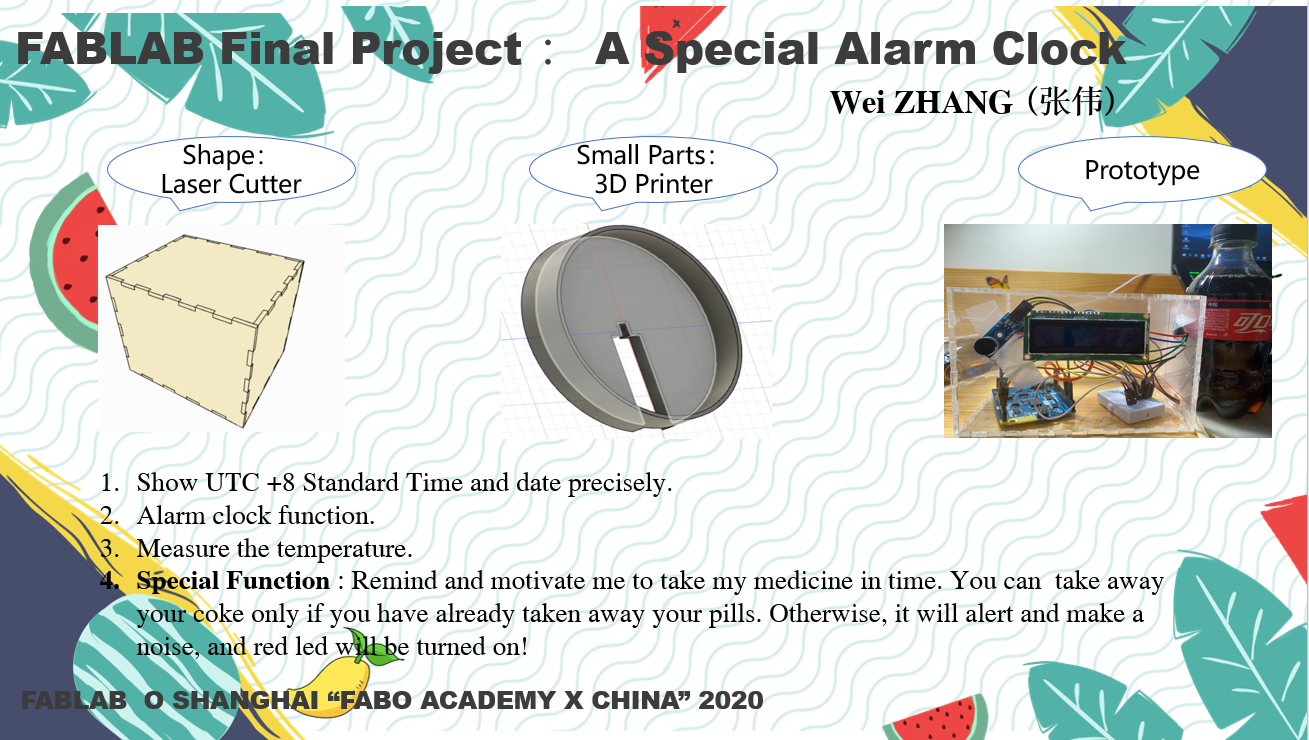 FABLAB Final Project： A Special Alarm Clock
Wei ZHANG (张伟)
Shape：
Laser Cutter
Small Parts：
3D Printer
Prototype
可口
1. Show UTC +8 Standard Time and date precisely.
2. Alarm clock function.
3. Measure the temperature.
4. Special Function : Remind and motivate me to take my medicine in time. You can take away
your coke only if you have already taken away your pills. Otherwise, it will alert and make a
noise, and red led will be turned on!
FABLAB O SHANGHAI “FABO ACADEMY X CHINA” 2020